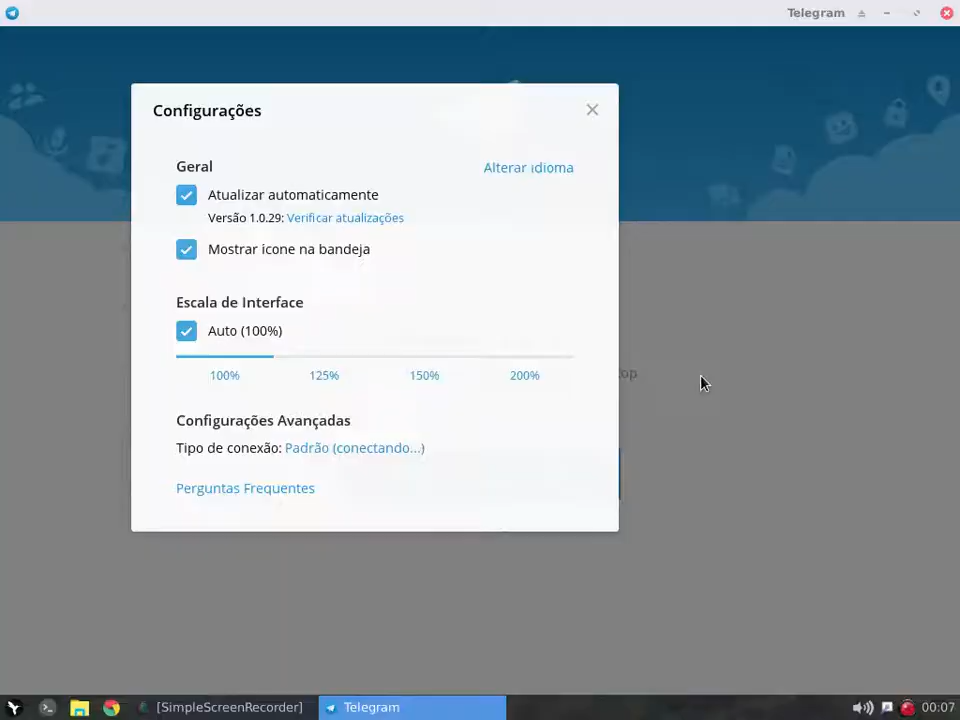 Telegram
Configurações
Geral
Alterar idioma
Atualizar automaticamente
Versão 1.0.29: Verificar atualizações
Mostrar ícone na bandeja
Escala de Interface
Auto (100%)
100% 125% 150% 200%
top
Configurações Avançadas
Tipo de conexão: Padrão (conectando...)
Perguntas Frequentes
[SimpleScreenRecorder] Telegram 00:07